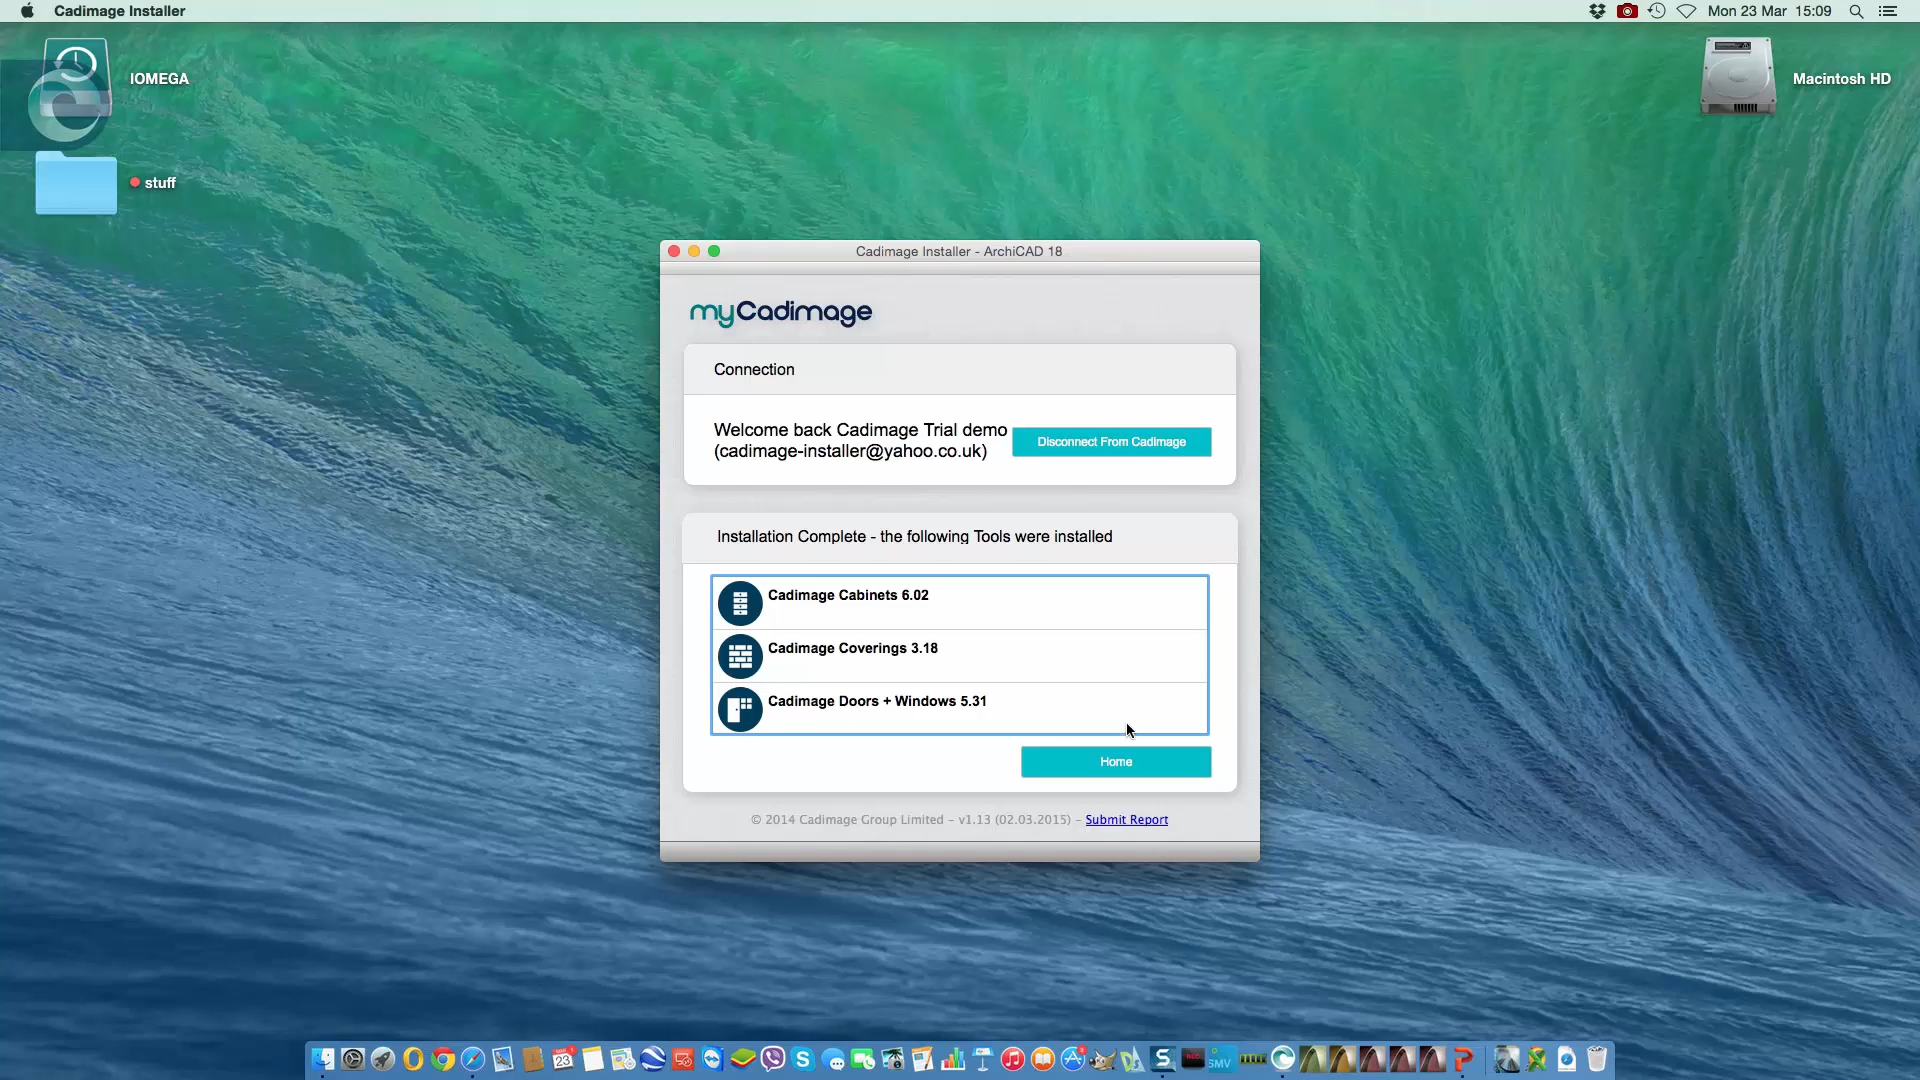 Cadimage Installer
Mon 23 Mar 15:09
IOMEGA
Macintosh HD
stuff
Cadimage Installer - ArchiCAD 18
myCadimage
Connection
Welcome back Cadimage Trial demo
(cadimage-installer@yahoo.co.uk)
Disconnect From Cadimage
Installation Complete - the following Tools were installed
Cadimage Cabinets 6.02
Cadimage Coverings 3.18
Cadimage Doors + Windows 5.31
Home
© 2014 Cadimage Group Limited – v1.13 (02.03.2015) – Submit Report
23
SMV